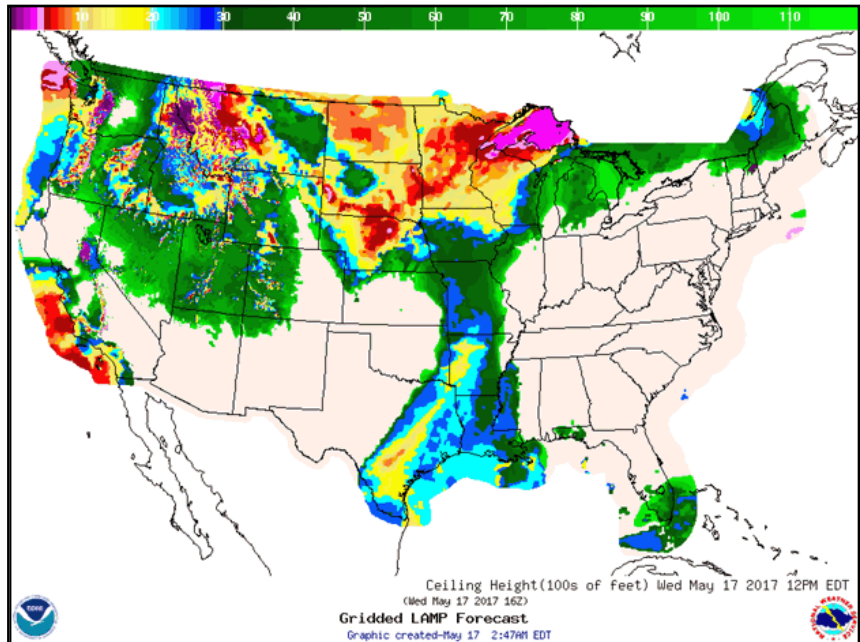 10 20 30 40 50 60 70 80 90 100 110
Ceiling Height(100s of feet) Wed May 17 2017 12PM EDT
(Wed May 17 2017 16Z)
Gridded LAMP Forecast
Graphic created-May 17 2:47AM EDT